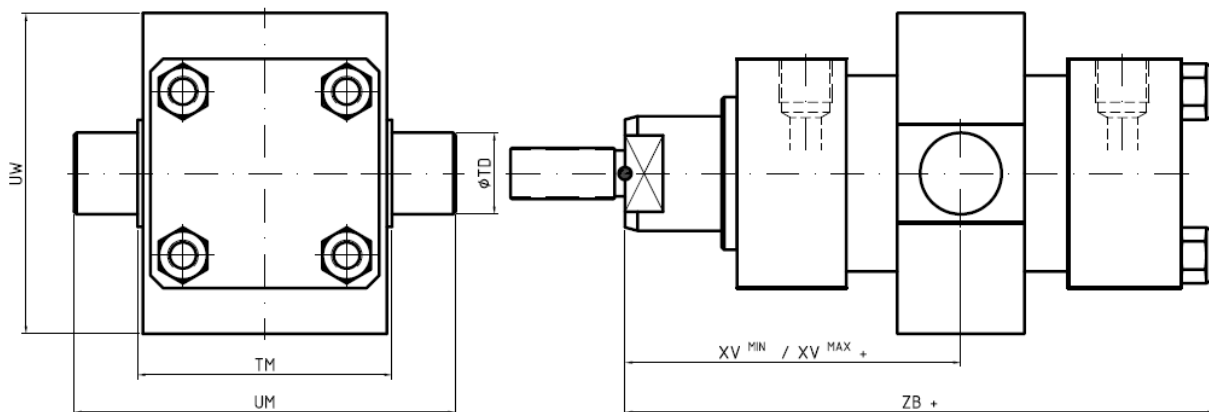 UW
øTD
XV MIN / XV MAX +
TM
UM
ZB +